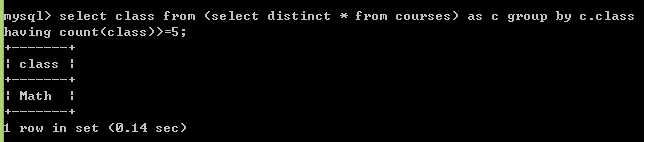 mysql> select class from (select distinct * from courses) as c group by c.class
having count(class)>=5;
+-------+
| class |
+-------+
| Math  |
+-------+
1 row in set (0.14 sec)